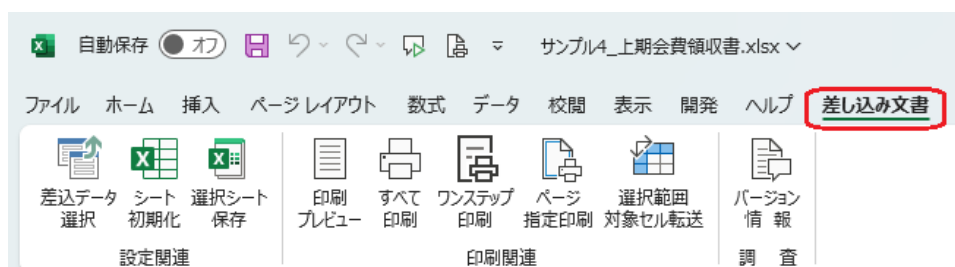 自動保存 オフ サンプル4_上期会費領収書.xlsx
ファイル ホーム 挿入 ページ レイアウト 数式 データ 校閲 表示 開発 ヘルプ 差し込み文書
差込データ シート 選択シート 印刷 すべて ワンステップ ページ 選択範囲 バージョン
選択 初期化 保存 プレビュー 印刷 印刷 指定印刷 対象セル転送 情 報
設定関連 印刷関連 調 査